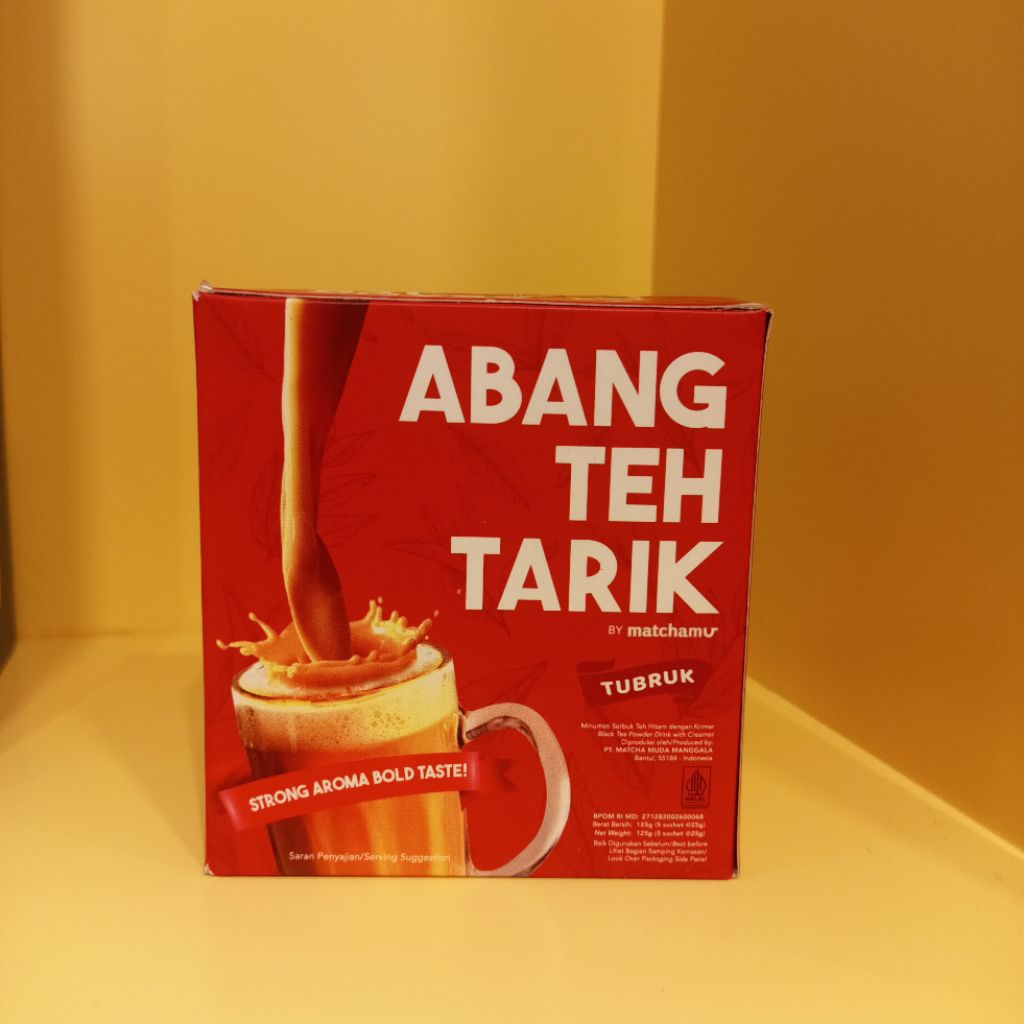 ABANG
TEH
TARIK
BY matchamu
TUBRUK
Minuman Serbuk Teh Hitam dengan Krimer
Black Tea Powder Drink with Creamer
Diproduksi oleh/Produced by:
PT. MATCHA MUDA MANGGALA
Bantul, 55184 - Indonesia
HALAL
STRONG AROMA BOLD TASTE!
BPOM RI MD: 271282002600068
Berat Bersih: 125g (5 sachet @25g)
Net Weight: 125g (5 sachet @25g)
Baik Digunakan Sebelum/Best before
Lihat Bagian Samping Kemasan/
Look Over Packaging Side Panel
Saran Penyajian/Serving Suggestion